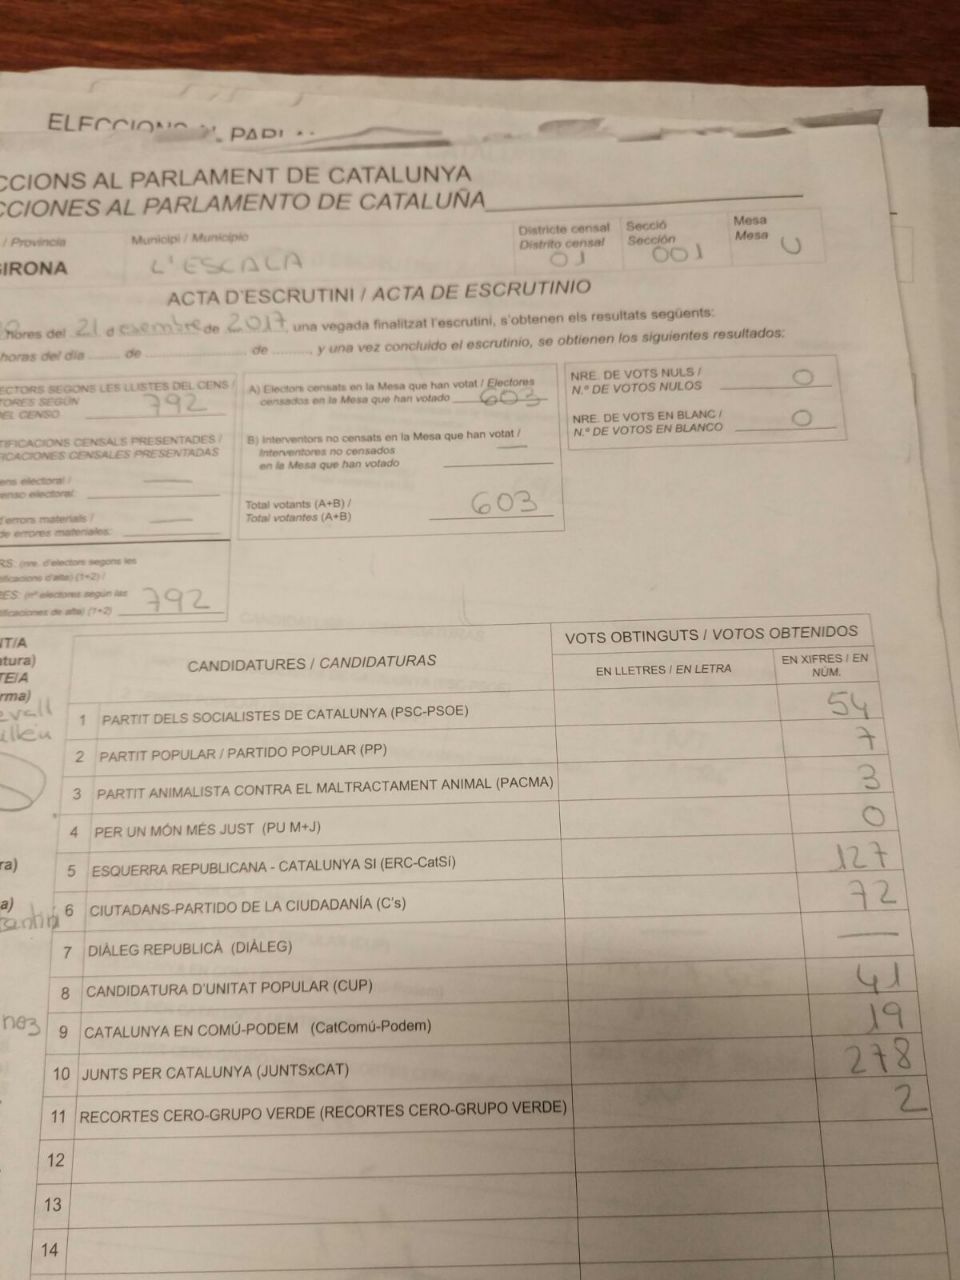 ELECCIONS AL PARL
CCIONS AL PARLAMENT DE CATALUNYA
CCIONES AL PARLAMENTO DE CATALUÑA
/ Provincia Municipi / Municipio Districte censal Secció Mesa
Distrito censal Sección Mesa
GIRONA L'ESCALA 01 001 U
ACTA D'ESCRUTINI / ACTA DE ESCRUTINIO
hores del 21 d esembre de 2017, una vegada finalitzat l'escrutini, s'obtenen els resultats següents:
horas del día ........ de ........ de ........, y una vez concluido el escrutinio, se obtienen los siguientes resultados:
ECTORS SEGONS LES LLISTES DEL CENS /
TORES SEGÚN
EL CENSO 792
TIFICACIONS CENSALS PRESENTADES /
ICACIONES CENSALES PRESENTADAS
ens electoral / —
enso electoral:
d'errors materials / —
de errores materiales:
RS: (nre. d'electors segons les
ificacions d'alta) (1+2) /
RES: (nº electores según las
ificaciones de alta) (1+2) 792
A) Electors censats en la Mesa que han votat / Electores
censados en la Mesa que han votado 603
B) Interventors no censats en la Mesa que han votat /
Interventores no censados —
en la Mesa que han votado
Total votants (A+B) /
Total votantes (A+B) 603
NRE. DE VOTS NULS /
N.º DE VOTOS NULOS 0
NRE. DE VOTS EN BLANC /
N.º DE VOTOS EN BLANCO 0
NT/A
atura)
TE/A
rma)
evall
ra)
a)
CANDIDATURES / CANDIDATURAS VOTS OBTINGUTS / VOTOS OBTENIDOS
EN LLETRES / EN LETRA EN XIFRES / EN NÚM.
1 PARTIT DELS SOCIALISTES DE CATALUNYA (PSC-PSOE) 54
2 PARTIT POPULAR / PARTIDO POPULAR (PP) 7
3 PARTIT ANIMALISTA CONTRA EL MALTRACTAMENT ANIMAL (PACMA) 3
4 PER UN MÓN MÉS JUST (PU M+J) 0
5 ESQUERRA REPUBLICANA - CATALUNYA SI (ERC-CatSí) 127
6 CIUTADANS-PARTIDO DE LA CIUDADANÍA (C's) 72
7 DIÀLEG REPUBLICÀ (DIÀLEG) —
8 CANDIDATURA D'UNITAT POPULAR (CUP) 41
9 CATALUNYA EN COMÚ-PODEM (CatComú-Podem) 19
10 JUNTS PER CATALUNYA (JUNTSxCAT) 278
11 RECORTES CERO-GRUPO VERDE (RECORTES CERO-GRUPO VERDE) 2
12
13
14